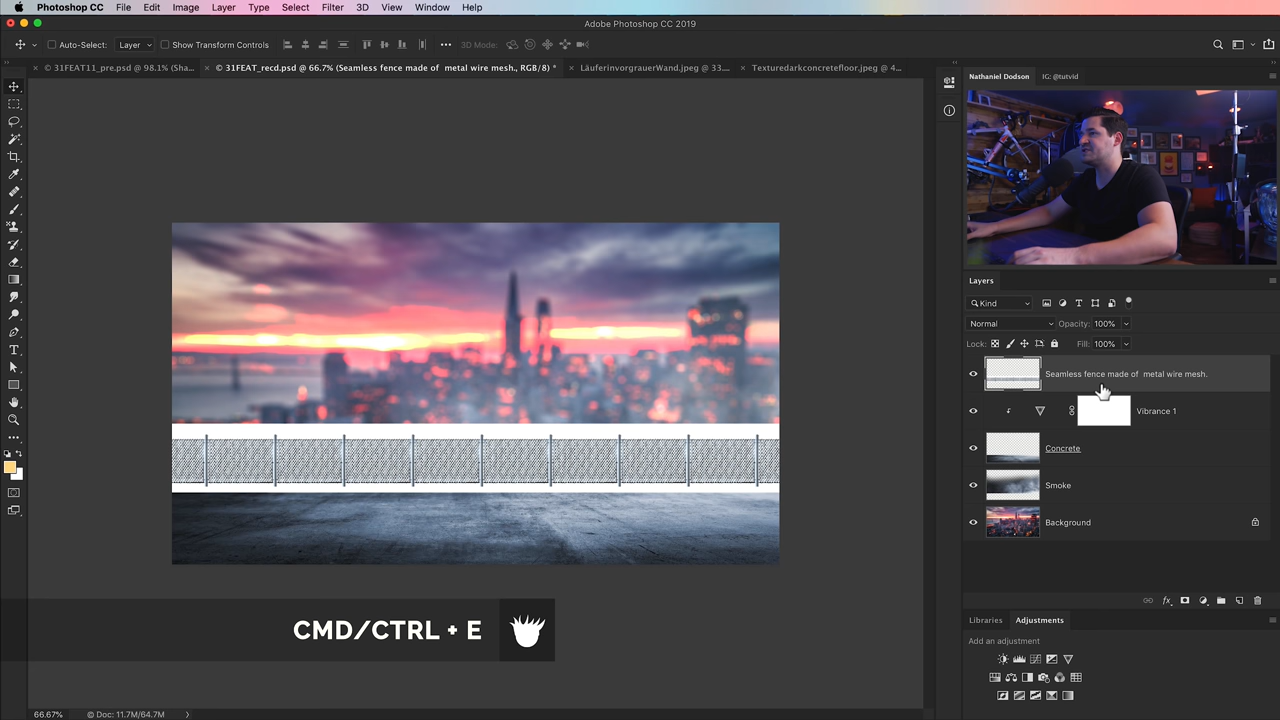 Photoshop CC File Edit Image Layer Type Select Filter 3D View Window Help
Adobe Photoshop CC 2019
Auto-Select: Layer Show Transform Controls 3D Mode:
© 31FEAT11_pre.psd @ 98.1% (Sha... © 31FEAT_recd.psd @ 66.7% (Seamless fence made of metal wire mesh., RGB/8) * LäuferinvorgrauerWand.jpeg @ 33.... Texturedarkconcretefloor.jpeg @ 4...
Nathaniel Dodson IG: @tutvid
Layers
Kind
Normal Opacity: 100%
Lock: Fill: 100%
Seamless fence made of metal wire mesh.
Vibrance 1
Concrete
Smoke
Background
CMD/CTRL + E
Libraries Adjustments
Add an adjustment
66.67% © Doc: 11.7M/64.7M